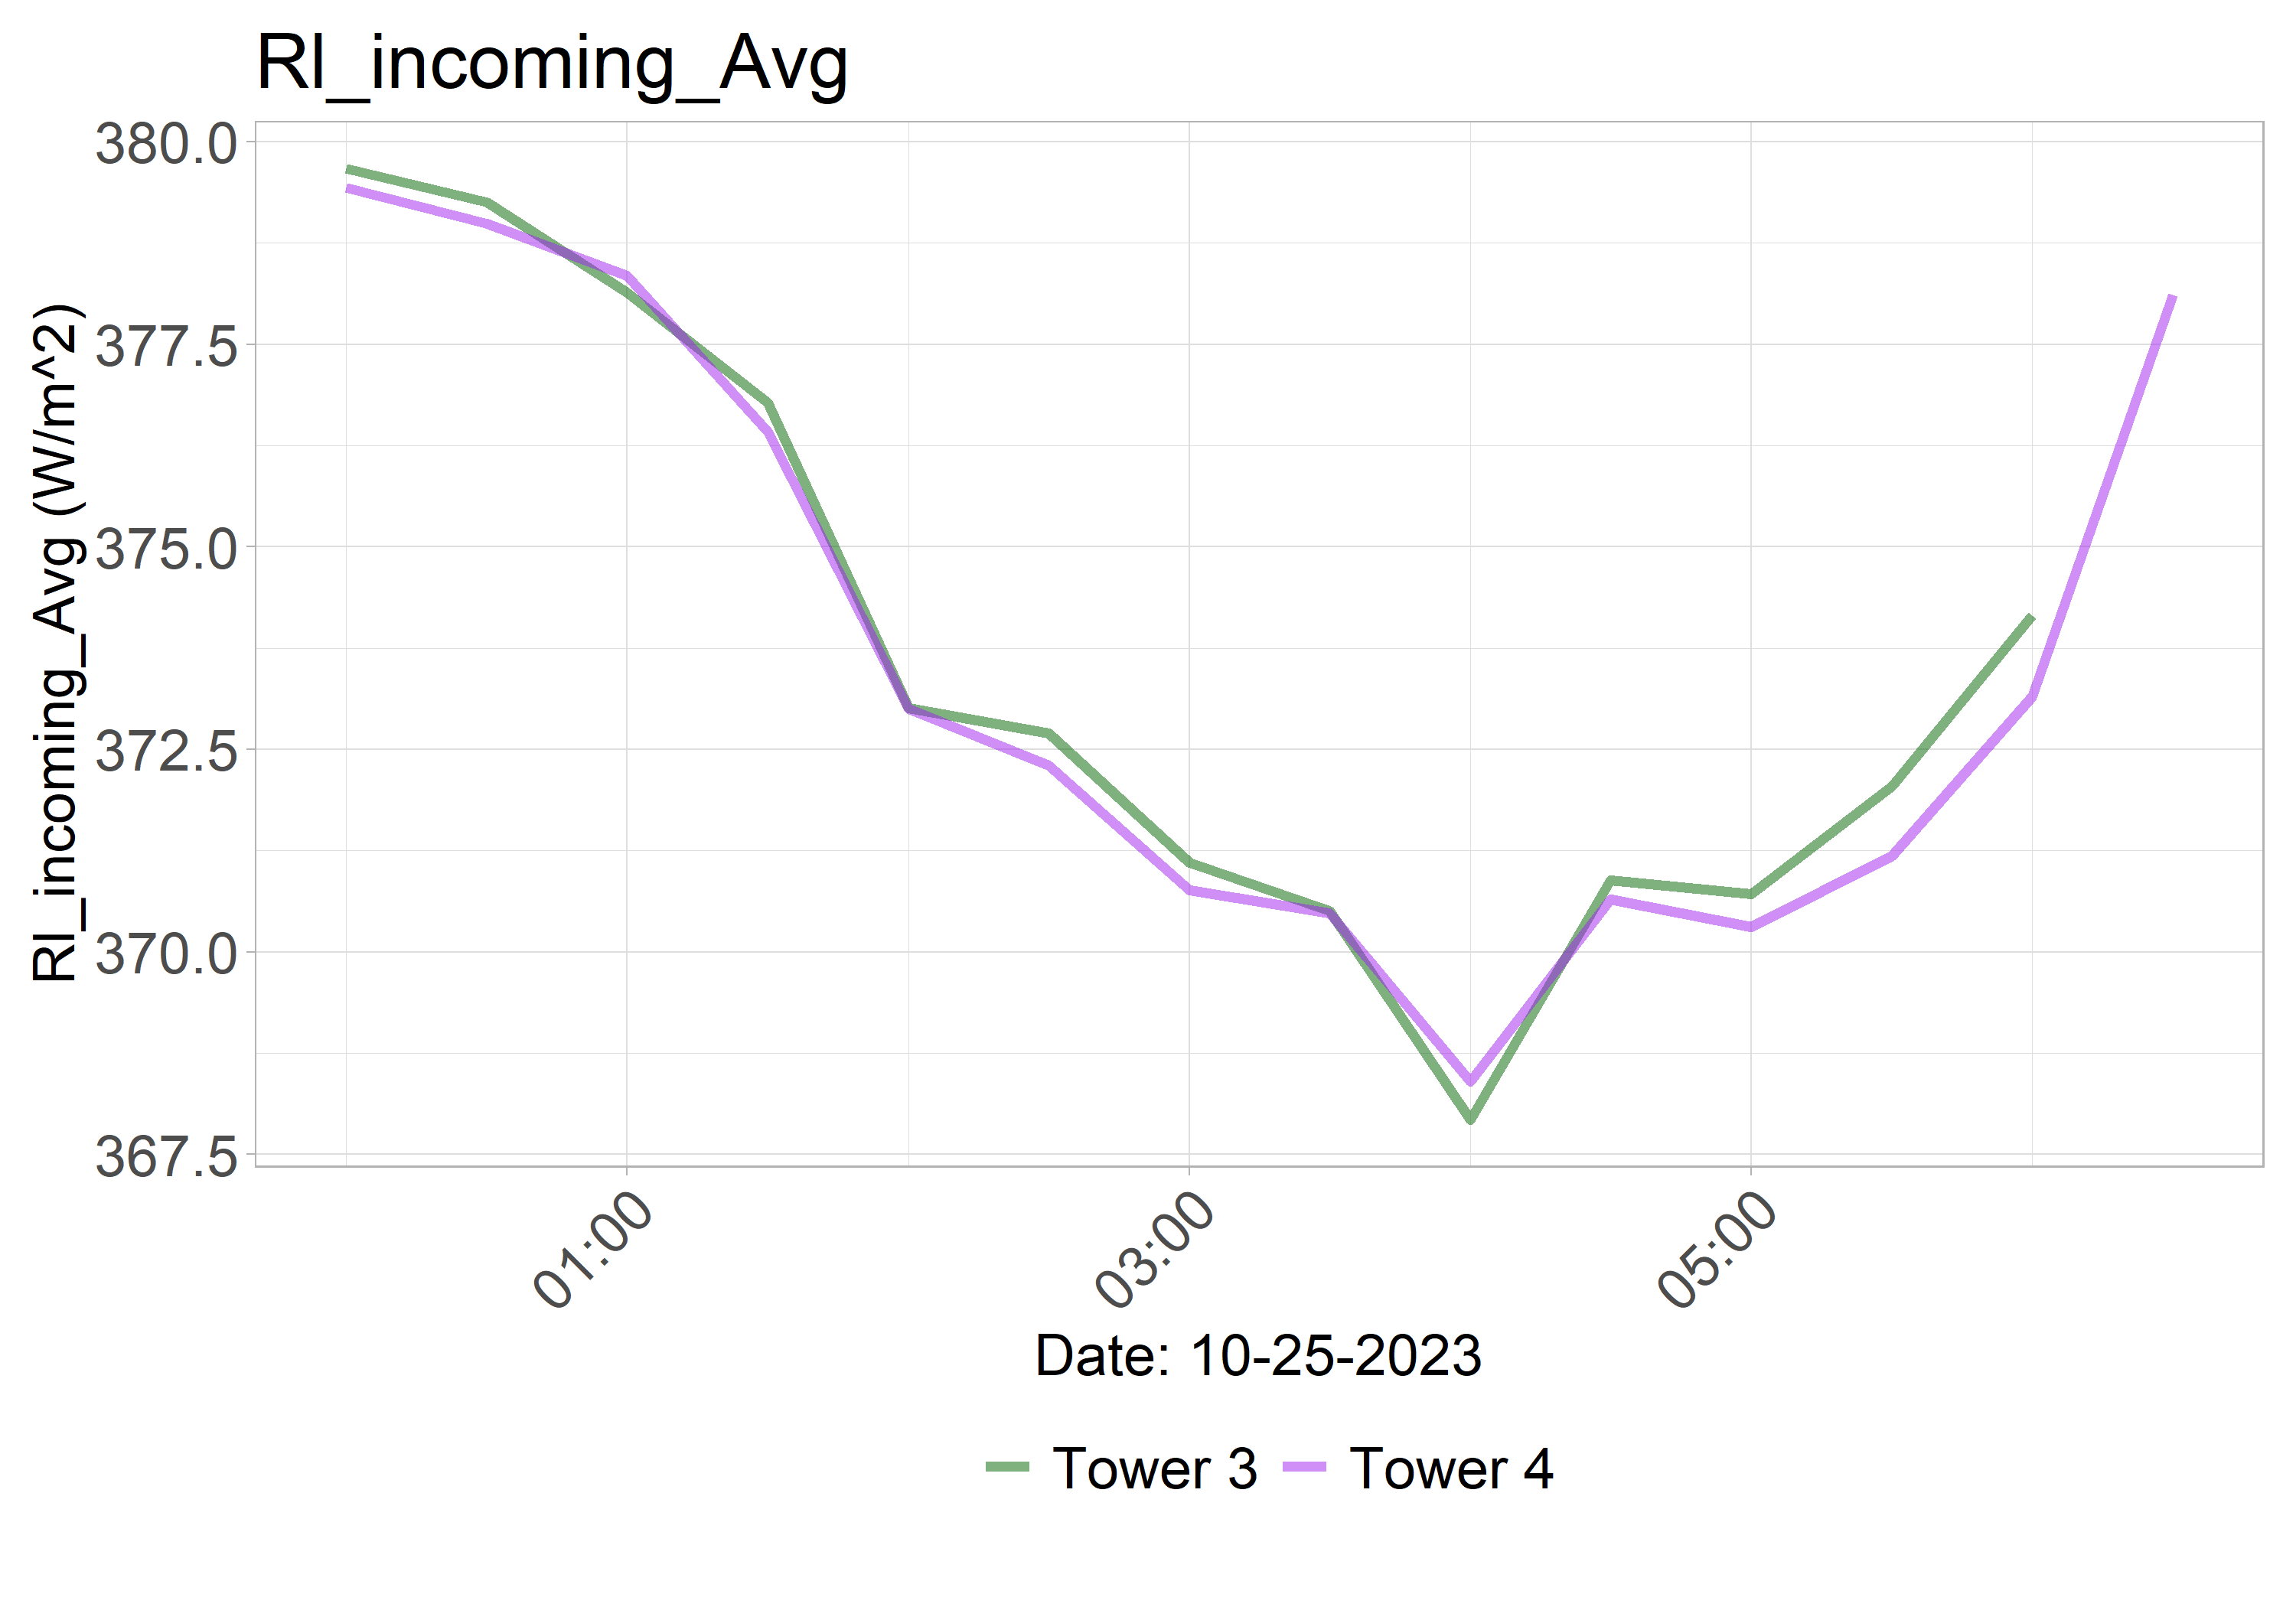 Rl_incoming_Avg
Rl_incoming_Avg (W/m^2)
380.0
377.5
375.0
372.5
370.0
367.5
01:00
03:00
05:00
Date: 10-25-2023
Tower 3
Tower 4